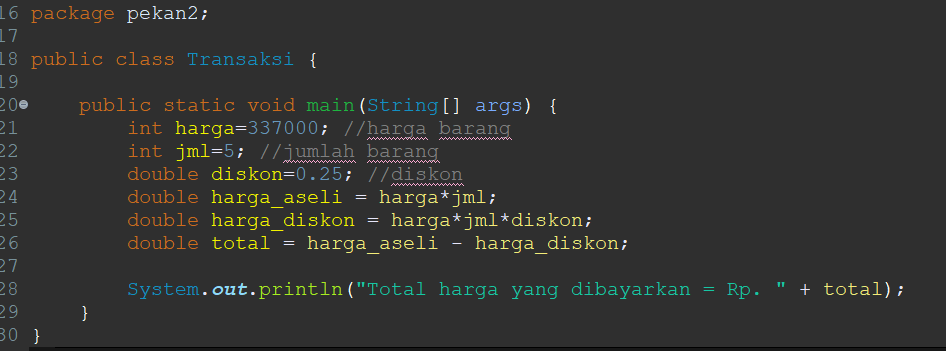 16 package pekan2;
17
18 public class Transaksi {
19
20 public static void main(String[] args) {
21 int harga=337000; //harga barang
22 int jml=5; //jumlah barang
23 double diskon=0.25; //diskon
24 double harga_aseli = harga*jml;
25 double harga_diskon = harga*jml*diskon;
26 double total = harga_aseli - harga_diskon;
27
28 System.out.println("Total harga yang dibayarkan = Rp. " + total);
29 }
30 }